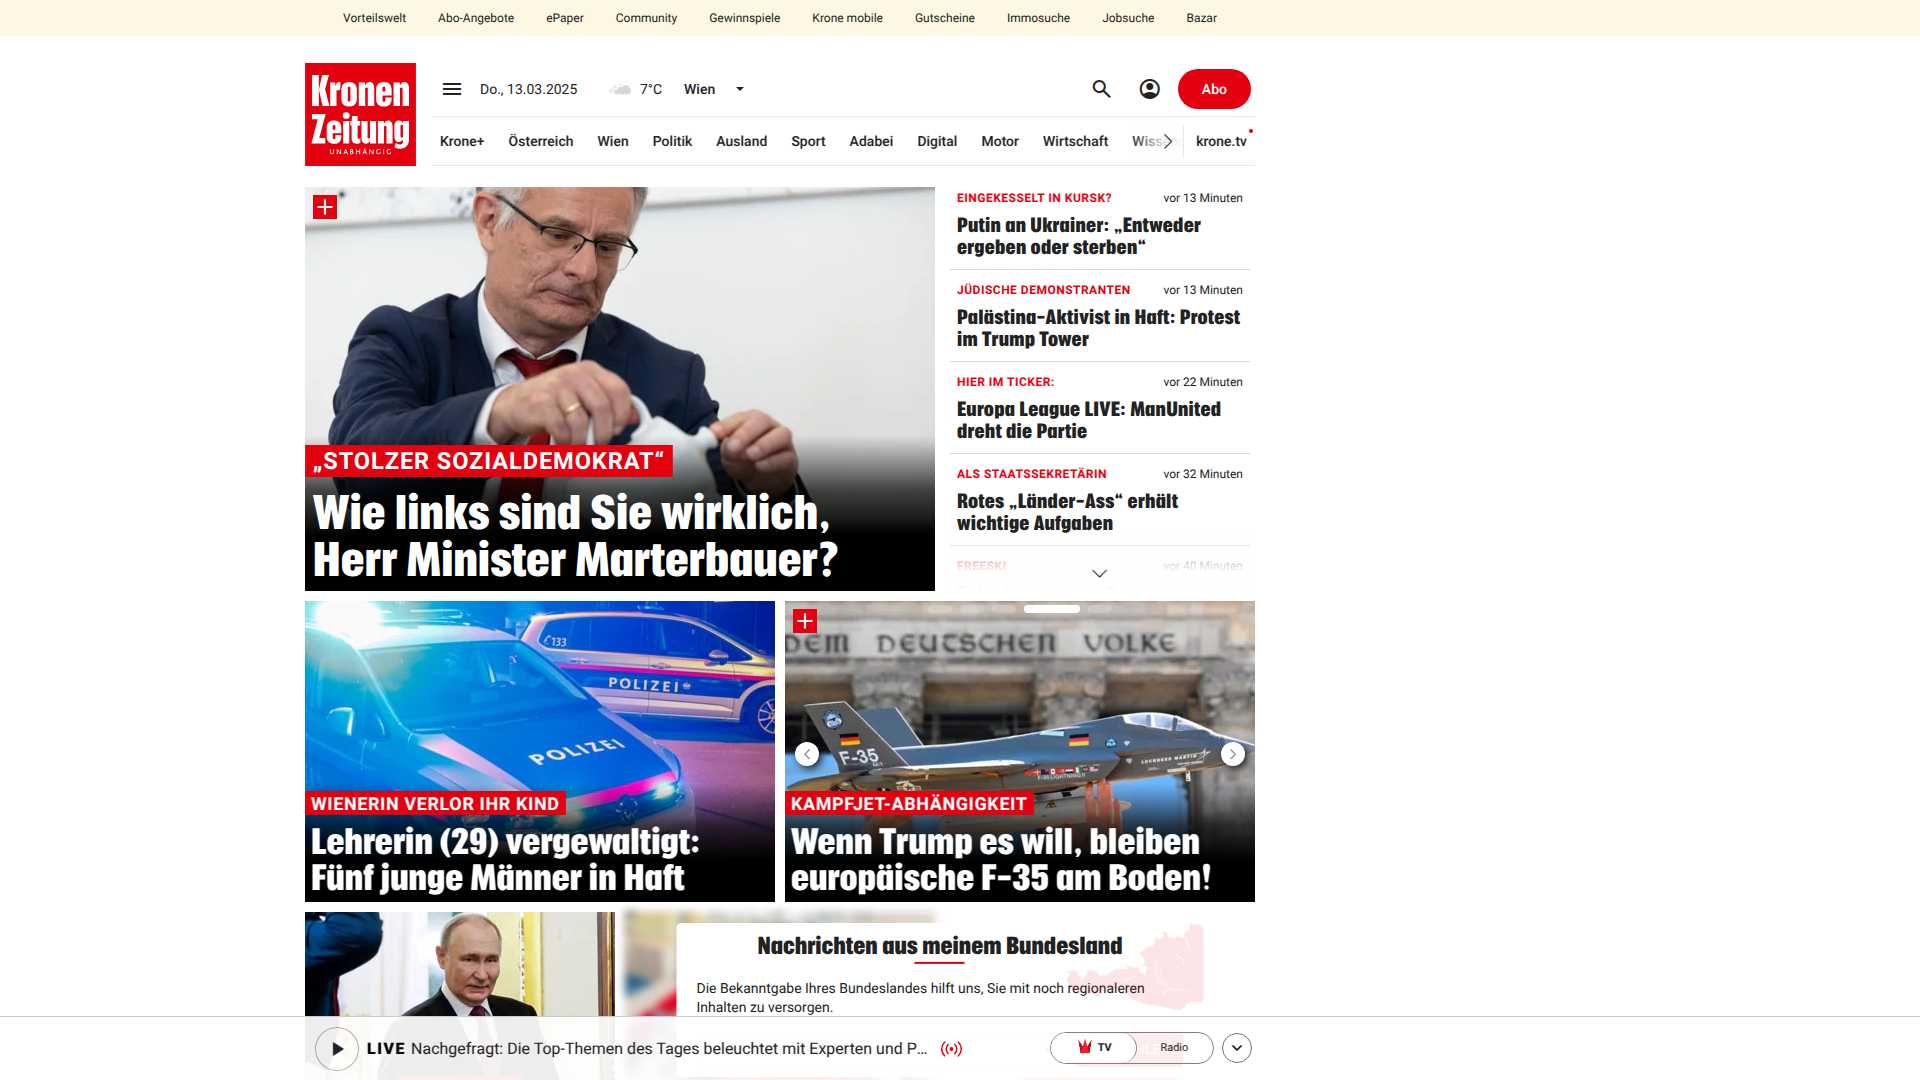 Vorteilswelt Abo-Angebote ePaper Community Gewinnspiele Krone mobile Gutscheine Immosuche Jobsuche Bazar
Kronen
Zeitung
UNABHÄNGIG
Do., 13.03.2025 7°C Wien
Abo
Krone+ Österreich Wien Politik Ausland Sport Adabei Digital Motor Wirtschaft krone.tv
„STOLZER SOZIALDEMOKRAT“
Wie links sind Sie wirklich,
Herr Minister Marterbauer?
EINGEKESSELT IN KURSK? vor 13 Minuten
Putin an Ukrainer: „Entweder
ergeben oder sterben“
JÜDISCHE DEMONSTRANTEN vor 13 Minuten
Palästina-Aktivist in Haft: Protest
im Trump Tower
HIER IM TICKER: vor 22 Minuten
Europa League LIVE: ManUnited
dreht die Partie
ALS STAATSSEKRETÄRIN vor 32 Minuten
Rotes „Länder-Ass“ erhält
wichtige Aufgaben
FREESKI vor 40 Minuten
133
POLIZEI
POLIZEI
WIENERIN VERLOR IHR KIND
Lehrerin (29) vergewaltigt:
Fünf junge Männer in Haft
DEM DEUTSCHEN VOLKE
F-35
LOCKHEED MARTIN
KAMPFJET-ABHÄNGIGKEIT
Wenn Trump es will, bleiben
europäische F-35 am Boden!
Nachrichten aus meinem Bundesland
Die Bekanntgabe Ihres Bundeslandes hilft uns, Sie mit noch regionaleren
Inhalten zu versorgen.
LIVE Nachgefragt: Die Top-Themen des Tages beleuchtet mit Experten und P...
TV Radio